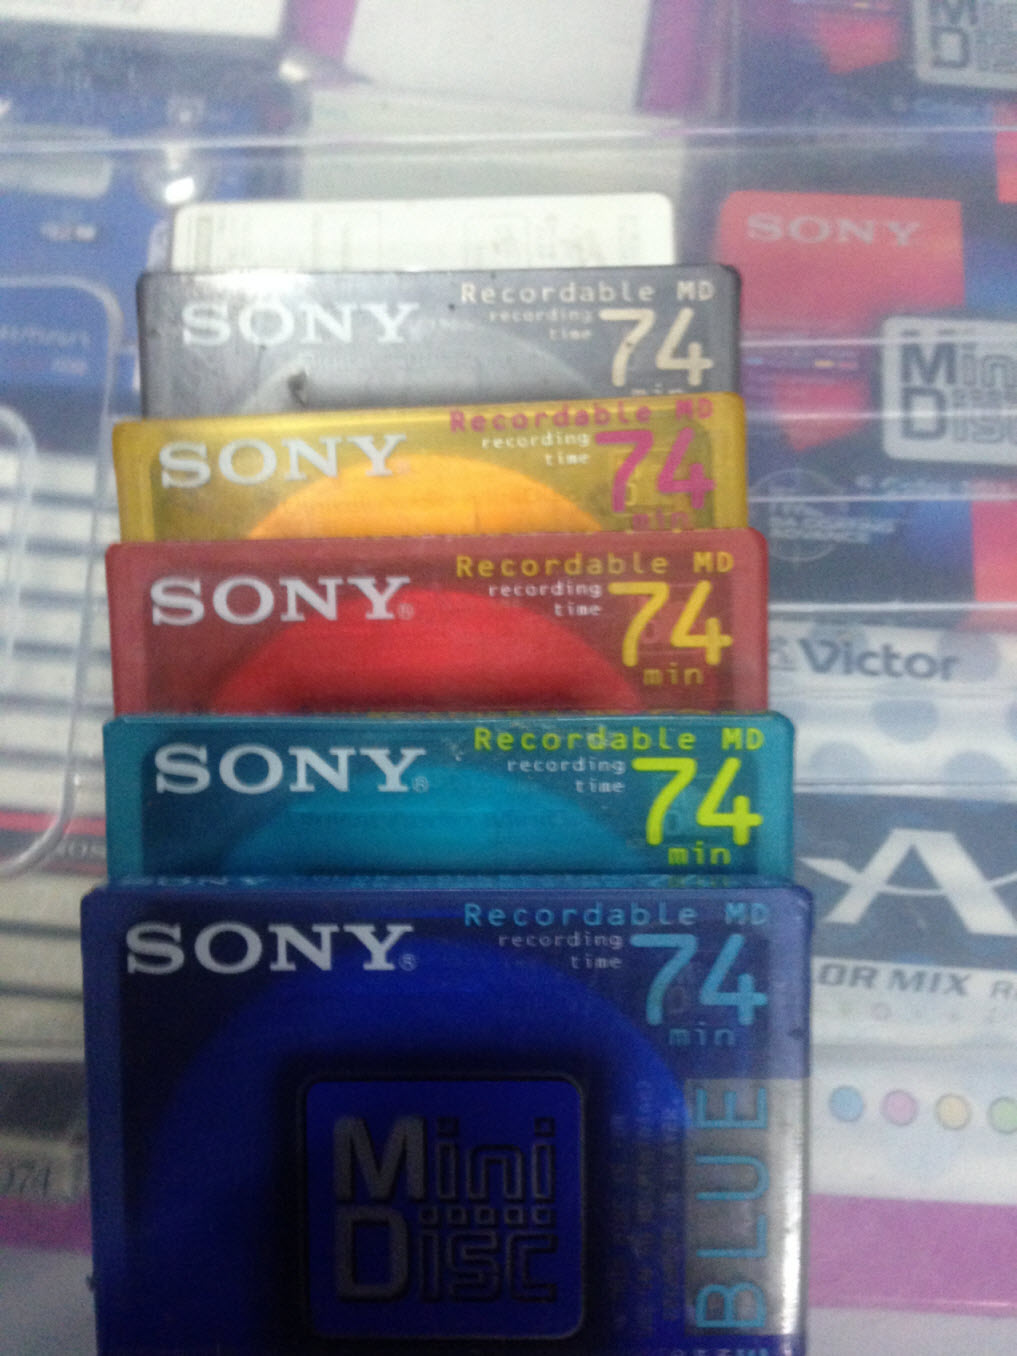 SONY
Mini
Disc
SONY
Recordable MD
recording
time
74
min
SONY
Recordable MD
recording
time
74
min
SONY®
Recordable MD
recording
time
74
min
Victor
SONY®
Recordable MD
recording
time
74
min
A
SONY®
Recordable MD
recording
time
74
min
OR MIX
Mini
Disc
BLUE